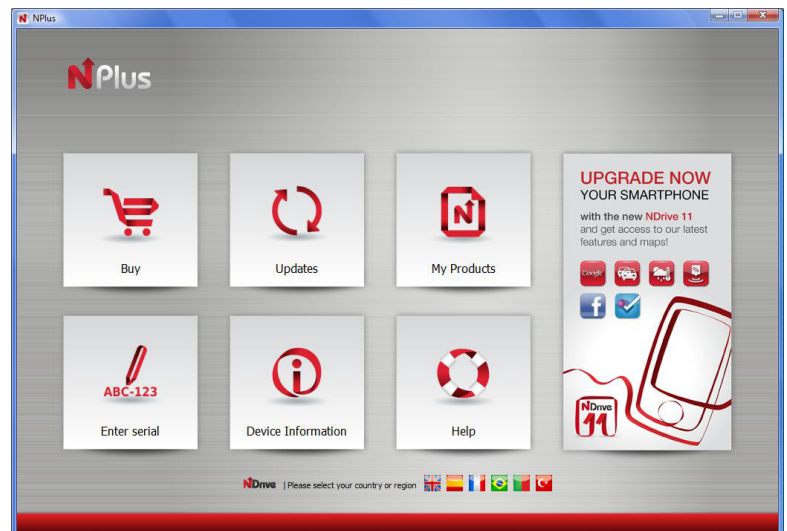 NPlus
NPlus
Buy
Updates
My Products
ABC-123
Enter serial
Device Information
Help
UPGRADE NOW
YOUR SMARTPHONE
with the new NDrive 11
and get access to our latest
features and maps!
Google
NDrive
11
NDrive | Please select your country or region